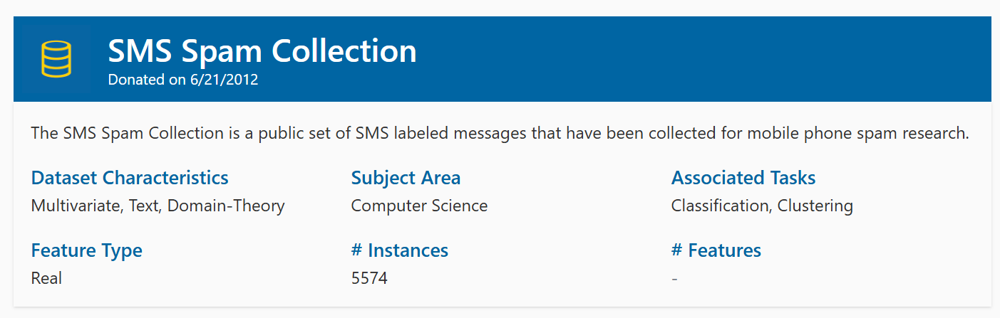 SMS Spam Collection
Donated on 6/21/2012
The SMS Spam Collection is a public set of SMS labeled messages that have been collected for mobile phone spam research.
Dataset Characteristics
Multivariate, Text, Domain-Theory
Subject Area
Computer Science
Associated Tasks
Classification, Clustering
Feature Type
Real
# Instances
5574
# Features
-